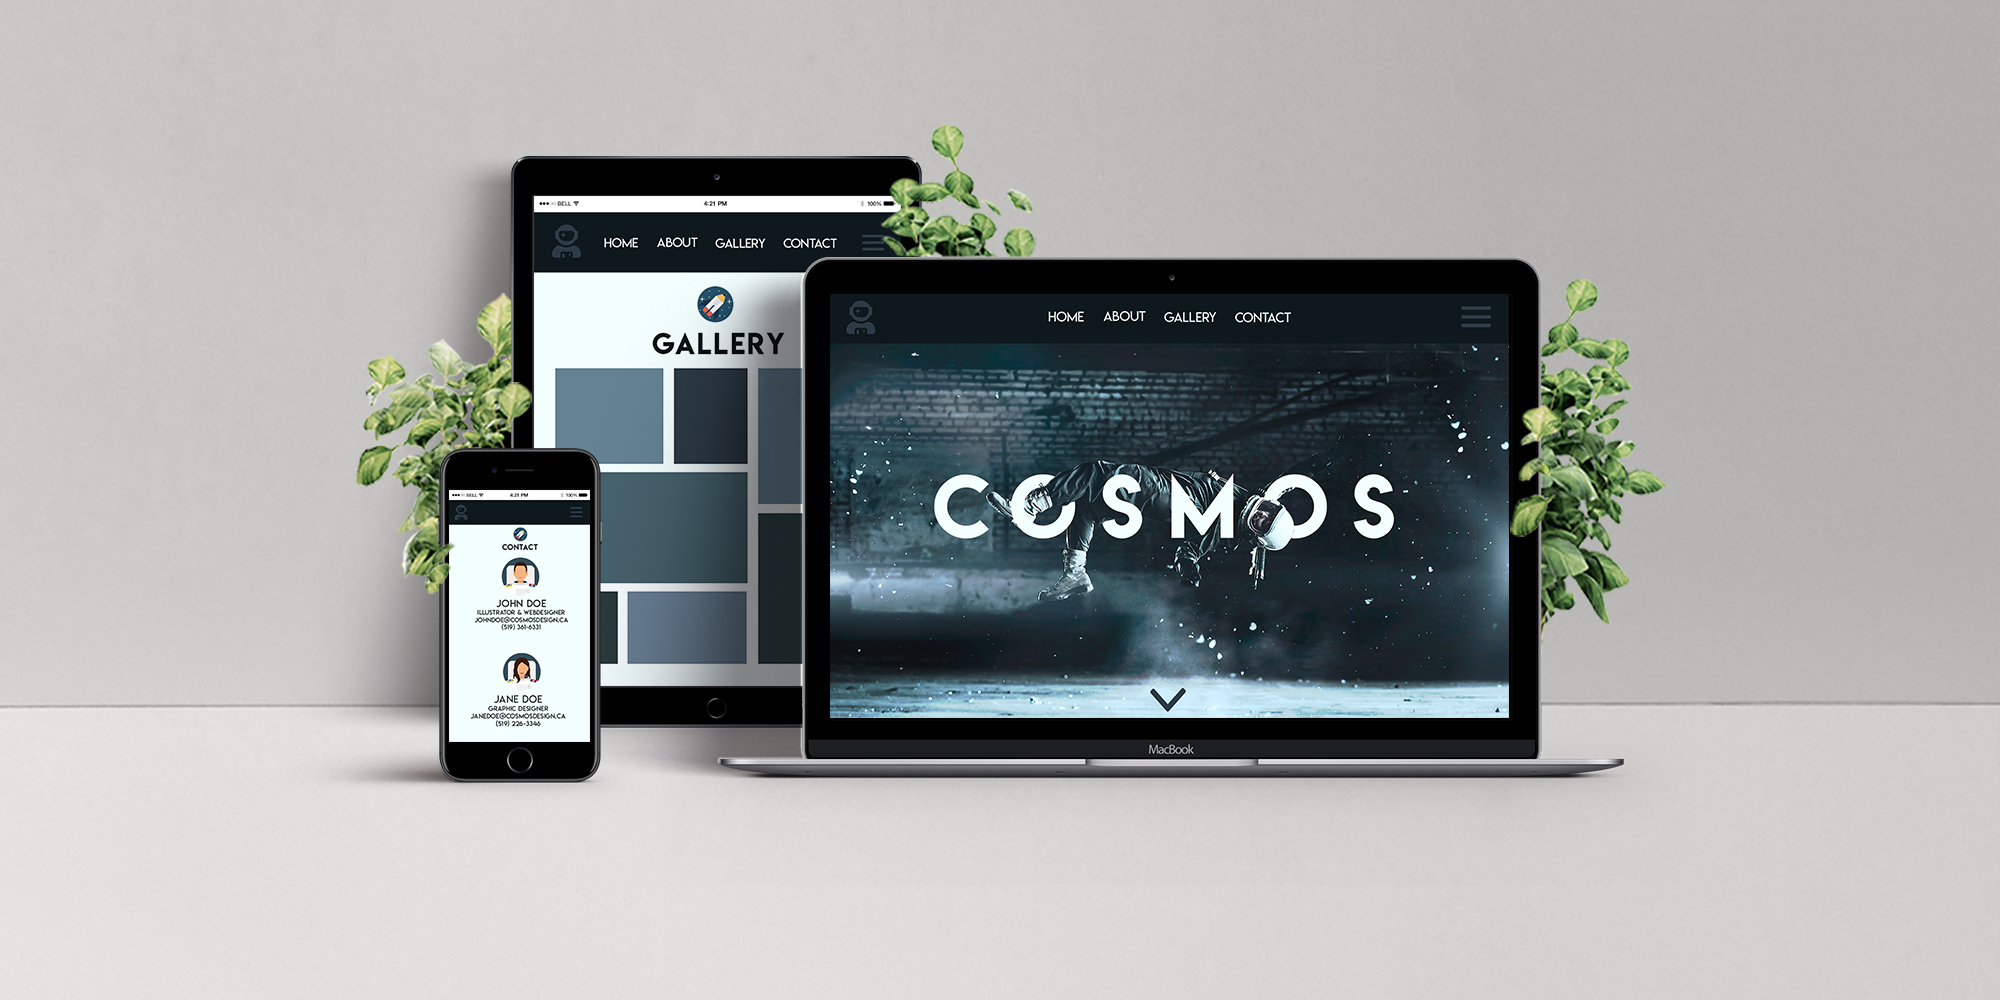 BELL
4:21 PM
100%
HOME ABOUT GALLERY CONTACT
GALLERY
BELL
4:21 PM
100%
CONTACT
JOHN DOE
ILLUSTRATOR & WEBDESIGNER
JOHNDOE@COSMOSDESIGN.CA
(519) 361-6331
JANE DOE
GRAPHIC DESIGNER
JANEDOE@COSMOSDESIGN.CA
(519) 226-3346
HOME ABOUT GALLERY CONTACT
COSMOS
MacBook